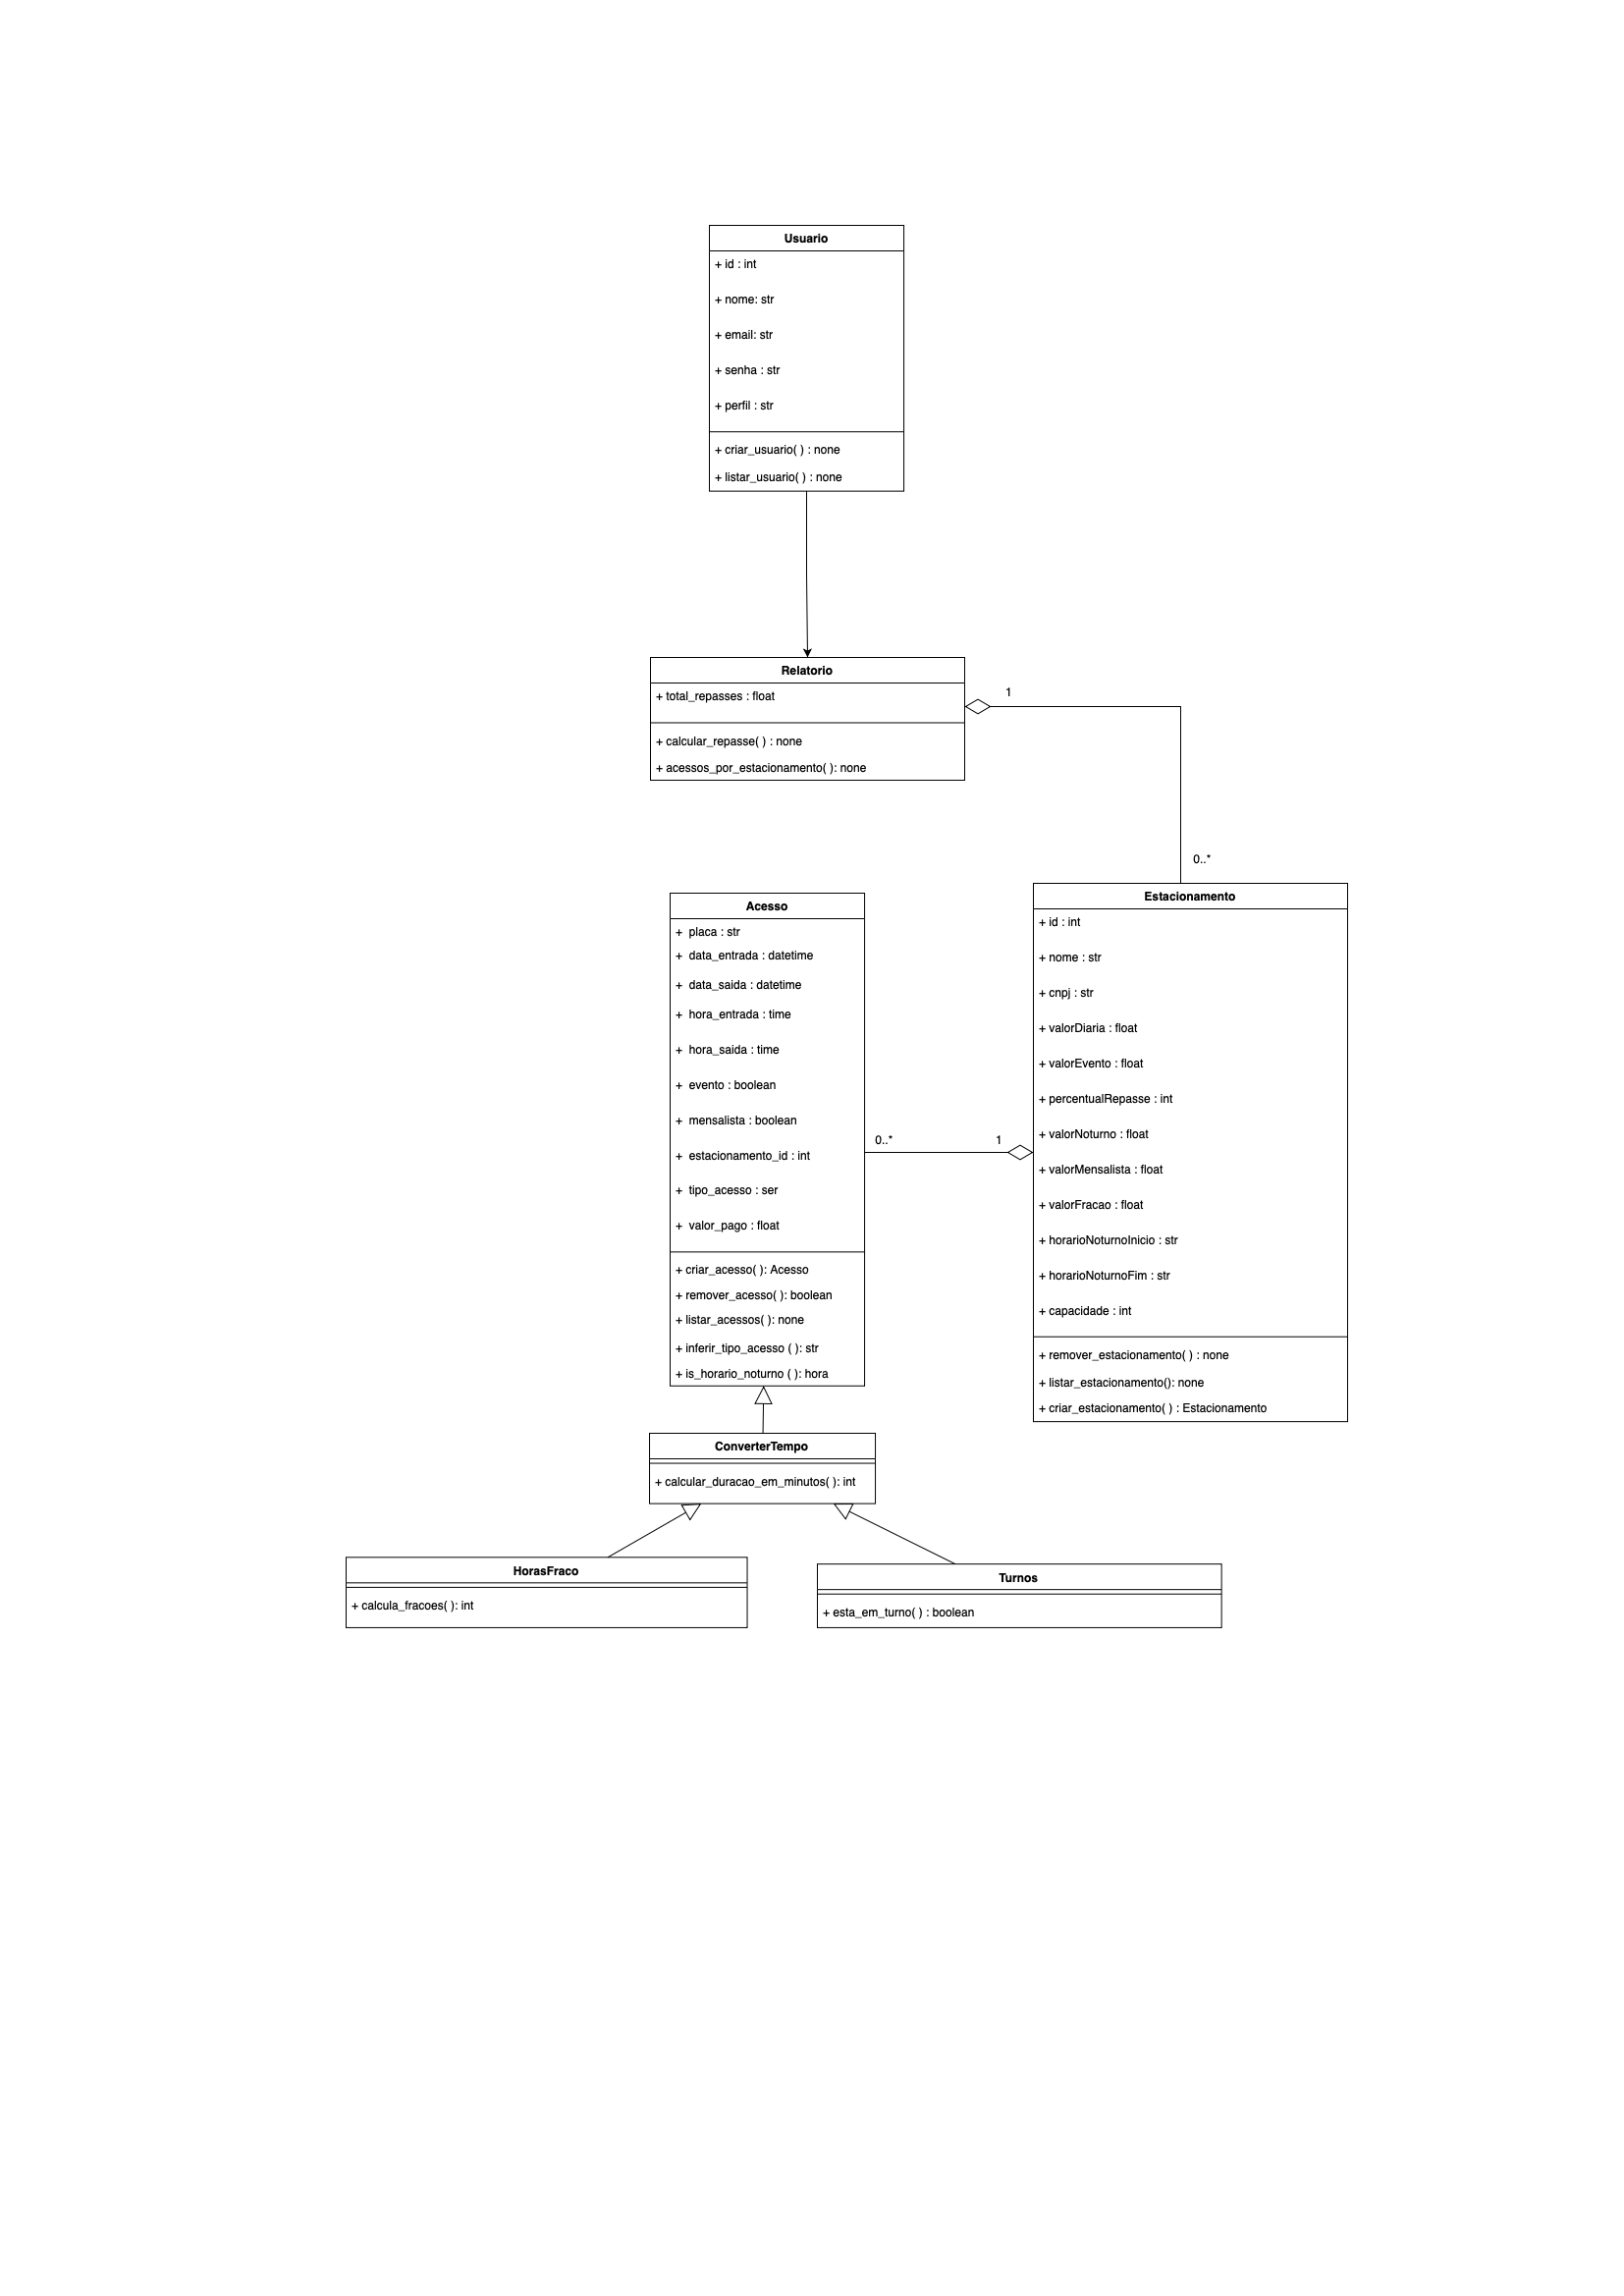 Usuario
+ id : int
+ nome: str
+ email: str
+ senha : str
+ perfil : str
+ criar_usuario( ) : none
+ listar_usuario( ) : none
Relatorio
+ total_repasses : float
+ calcular_repasse( ) : none
+ acessos_por_estacionamento( ): none
1
0..*
Acesso
+ placa : str
+ data_entrada : datetime
+ data_saida : datetime
+ hora_entrada : time
+ hora_saida : time
+ evento : boolean
+ mensalista : boolean
+ estacionamento_id : int
+ tipo_acesso : ser
+ valor_pago : float
+ criar_acesso( ): Acesso
+ remover_acesso( ): boolean
+ listar_acessos( ): none
+ inferir_tipo_acesso ( ): str
+ is_horario_noturno ( ): hora
0..*
1
Estacionamento
+ id : int
+ nome : str
+ cnpj : str
+ valorDiaria : float
+ valorEvento : float
+ percentualRepasse : int
+ valorNoturno : float
+ valorMensalista : float
+ valorFracao : float
+ horarioNoturnoInicio : str
+ horarioNoturnoFim : str
+ capacidade : int
+ remover_estacionamento( ) : none
+ listar_estacionamento(): none
+ criar_estacionamento( ) : Estacionamento
ConverterTempo
+ calcular_duracao_em_minutos( ): int
HorasFraco
+ calcula_fracoes( ): int
Turnos
+ esta_em_turno( ) : boolean